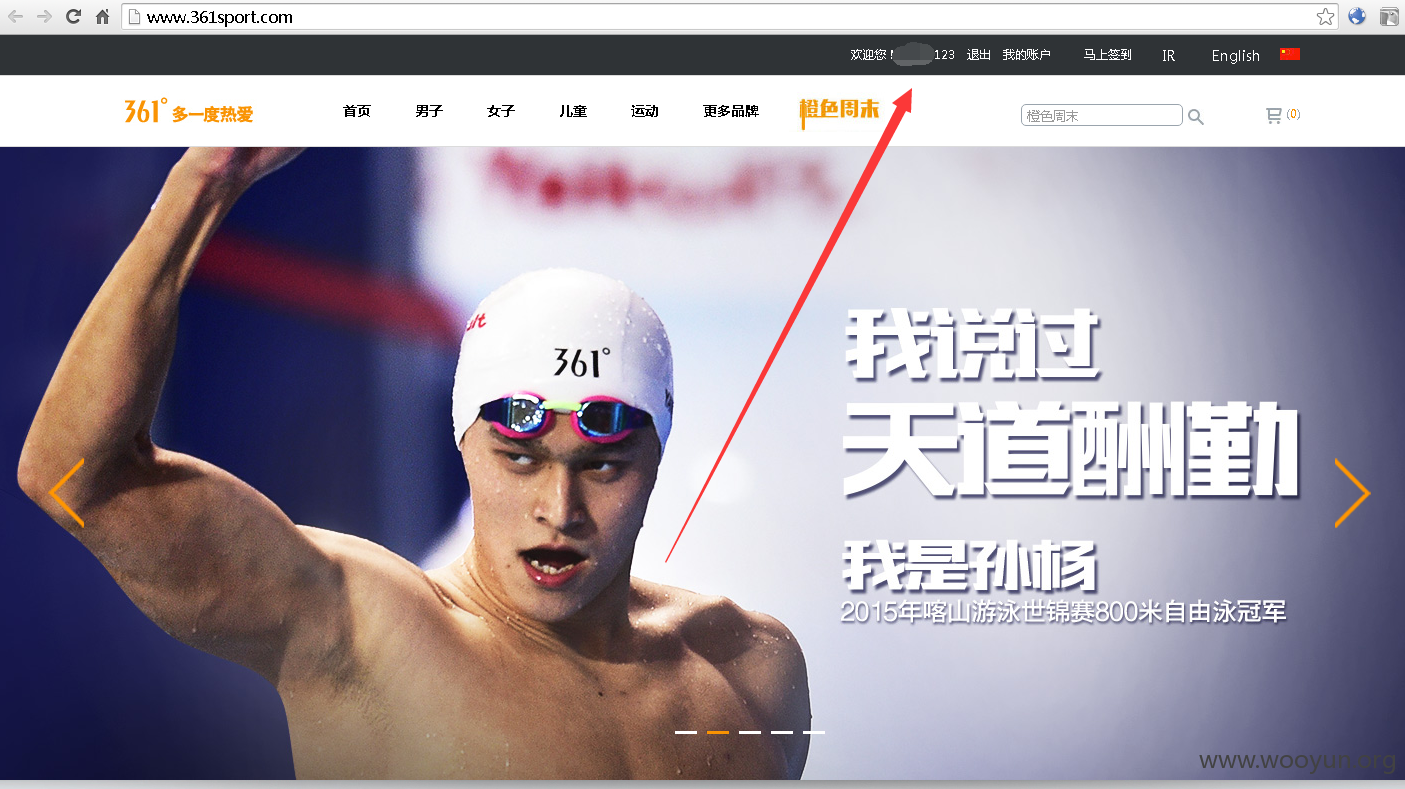 www.361sport.com
欢迎您！ 123 退出 我的账户 马上签到 IR English
361° 多一度热爱 首页 男子 女子 儿童 运动 更多品牌 橙色周末 橙色周末 (0)
361°
我说过
天道酬勤
我是孙杨
2015年喀山游泳世锦赛800米自由泳冠军
www.wooyun.org